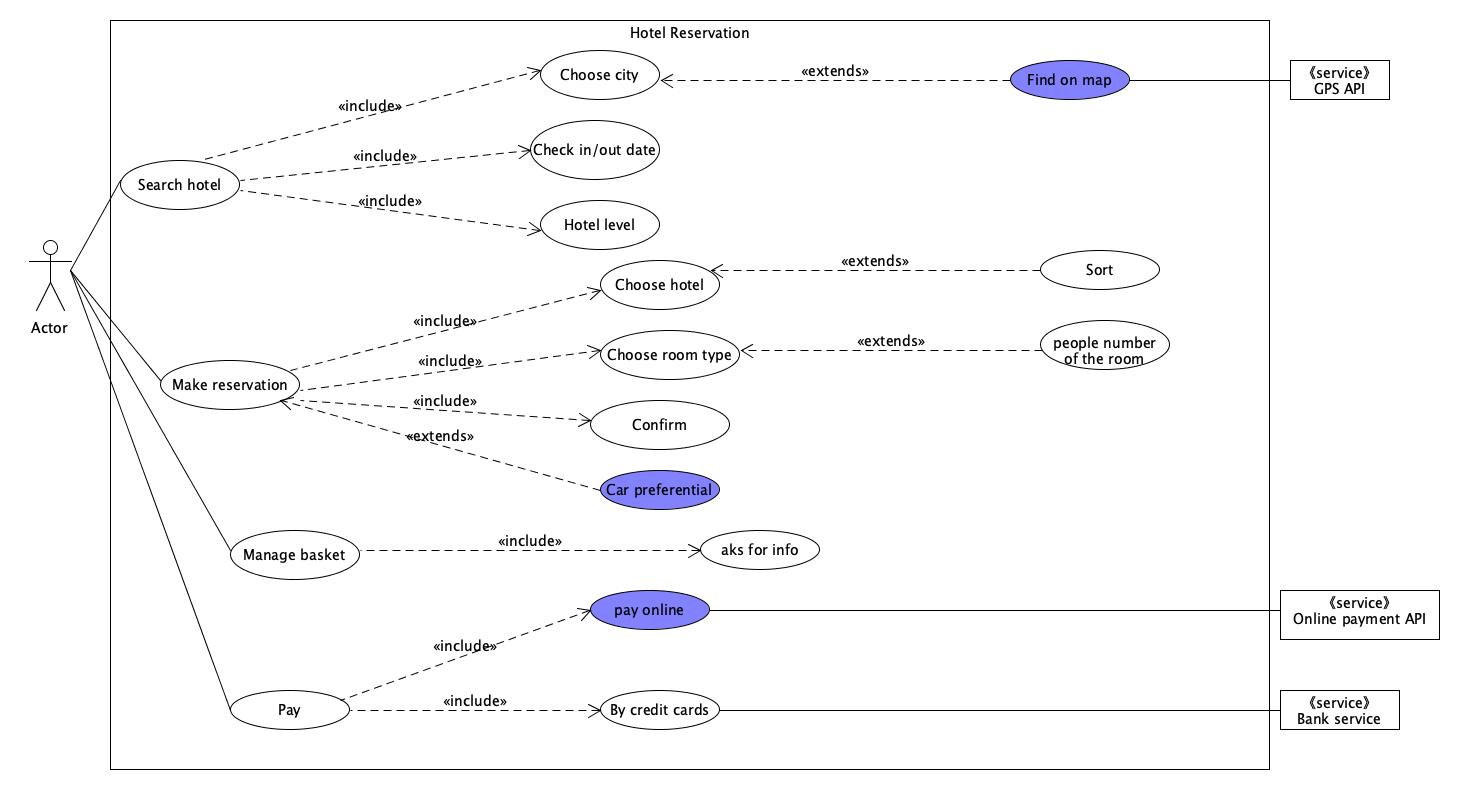 Hotel Reservation
Choose city
«extends»
Find on map
《service》
GPS API
«include»
Check in/out date
«include»
Search hotel
«include»
Hotel level
Actor
Choose hotel
«extends»
Sort
«include»
Choose room type
«extends»
people number
of the room
«include»
Make reservation
«include»
Confirm
«extends»
Car preferential
Manage basket
«include»
aks for info
pay online
《service》
Online payment API
«include»
Pay
«include»
By credit cards
《service》
Bank service